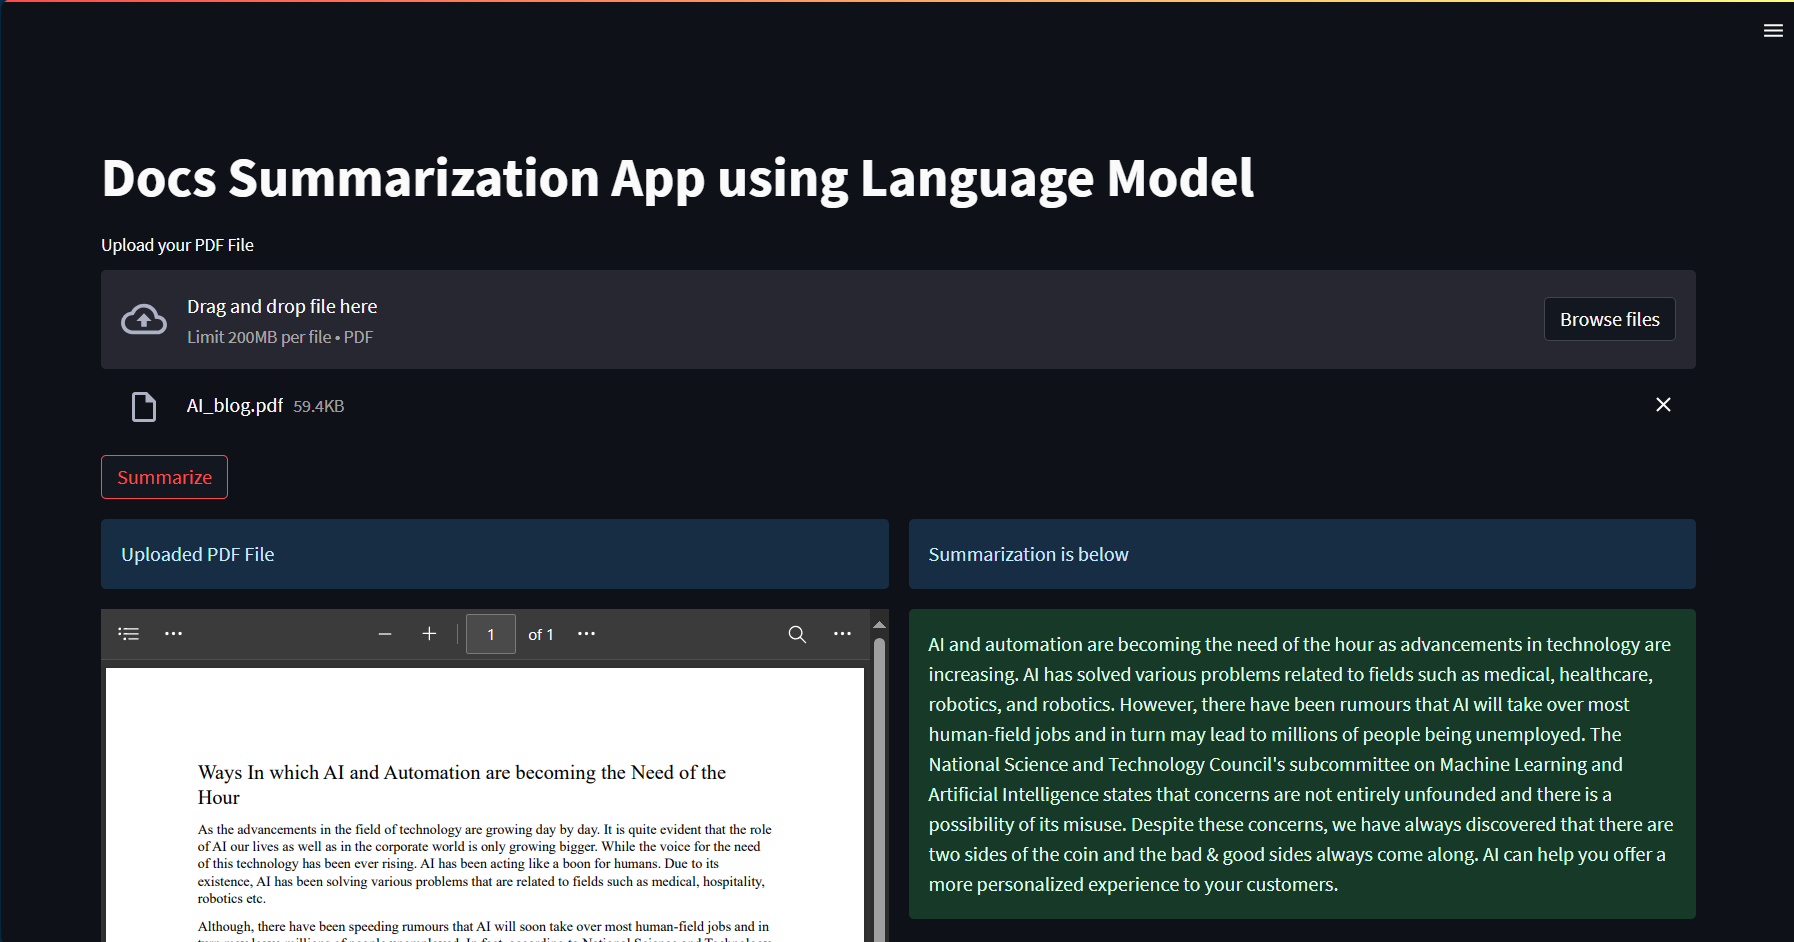 Docs Summarization App using Language Model
Upload your PDF File
Drag and drop file here
Limit 200MB per file • PDF
Browse files
AI_blog.pdf 59.4KB
Summarize
Uploaded PDF File
Summarization is below
1 of 1
Ways In which AI and Automation are becoming the Need of the
Hour
As the advancements in the field of technology are growing day by day. It is quite evident that the role
of AI our lives as well as in the corporate world is only growing bigger. While the voice for the need
of this technology has been ever rising. AI has been acting like a boon for humans. Due to its
existence, AI has been solving various problems that are related to fields such as medical, hospitality,
robotics etc.
Although, there have been speeding rumours that AI will soon take over most human-field jobs and in
AI and automation are becoming the need of the hour as advancements in technology are
increasing. AI has solved various problems related to fields such as medical, healthcare,
robotics, and robotics. However, there have been rumours that AI will take over most
human-field jobs and in turn may lead to millions of people being unemployed. The
National Science and Technology Council's subcommittee on Machine Learning and
Artificial Intelligence states that concerns are not entirely unfounded and there is a
possibility of its misuse. Despite these concerns, we have always discovered that there are
two sides of the coin and the bad & good sides always come along. AI can help you offer a
more personalized experience to your customers.